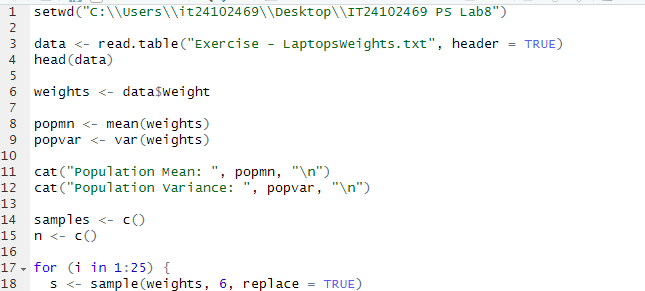 1 setwd("C:\\Users\\it24102469\\Desktop\\IT24102469 PS Lab8")
2
3 data <- read.table("Exercise - LaptopsWeights.txt", header = TRUE)
4 head(data)
5
6 weights <- data$Weight
7
8 popmn <- mean(weights)
9 popvar <- var(weights)
10
11 cat("Population Mean: ", popmn, "\n")
12 cat("Population Variance: ", popvar, "\n")
13
14 samples <- c()
15 n <- c()
16
17 for (i in 1:25) {
18 s <- sample(weights, 6, replace = TRUE)